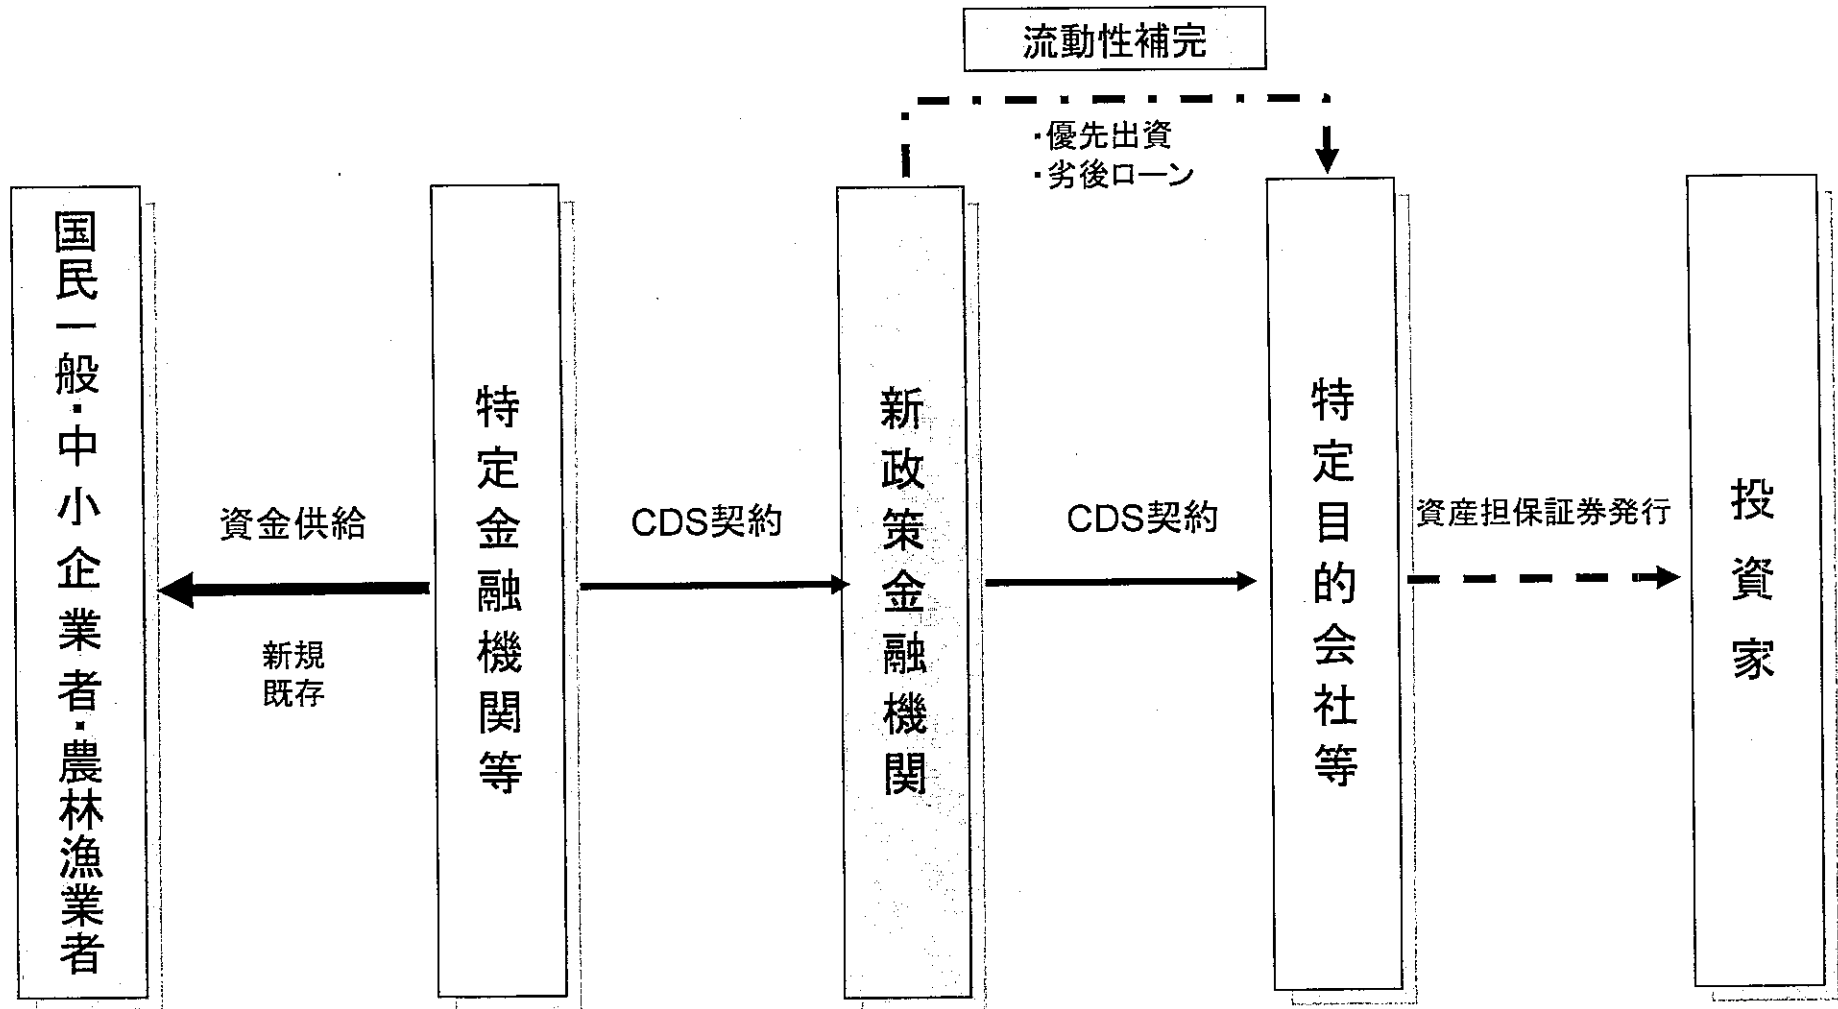 流動性補完
・優先出資
・劣後ローン
国民一般・中小企業者・農林漁業者
資金供給
新規
既存
特定金融機関等
CDS契約
新政策金融機関
CDS契約
特定目的会社等
資産担保証券発行
投資家